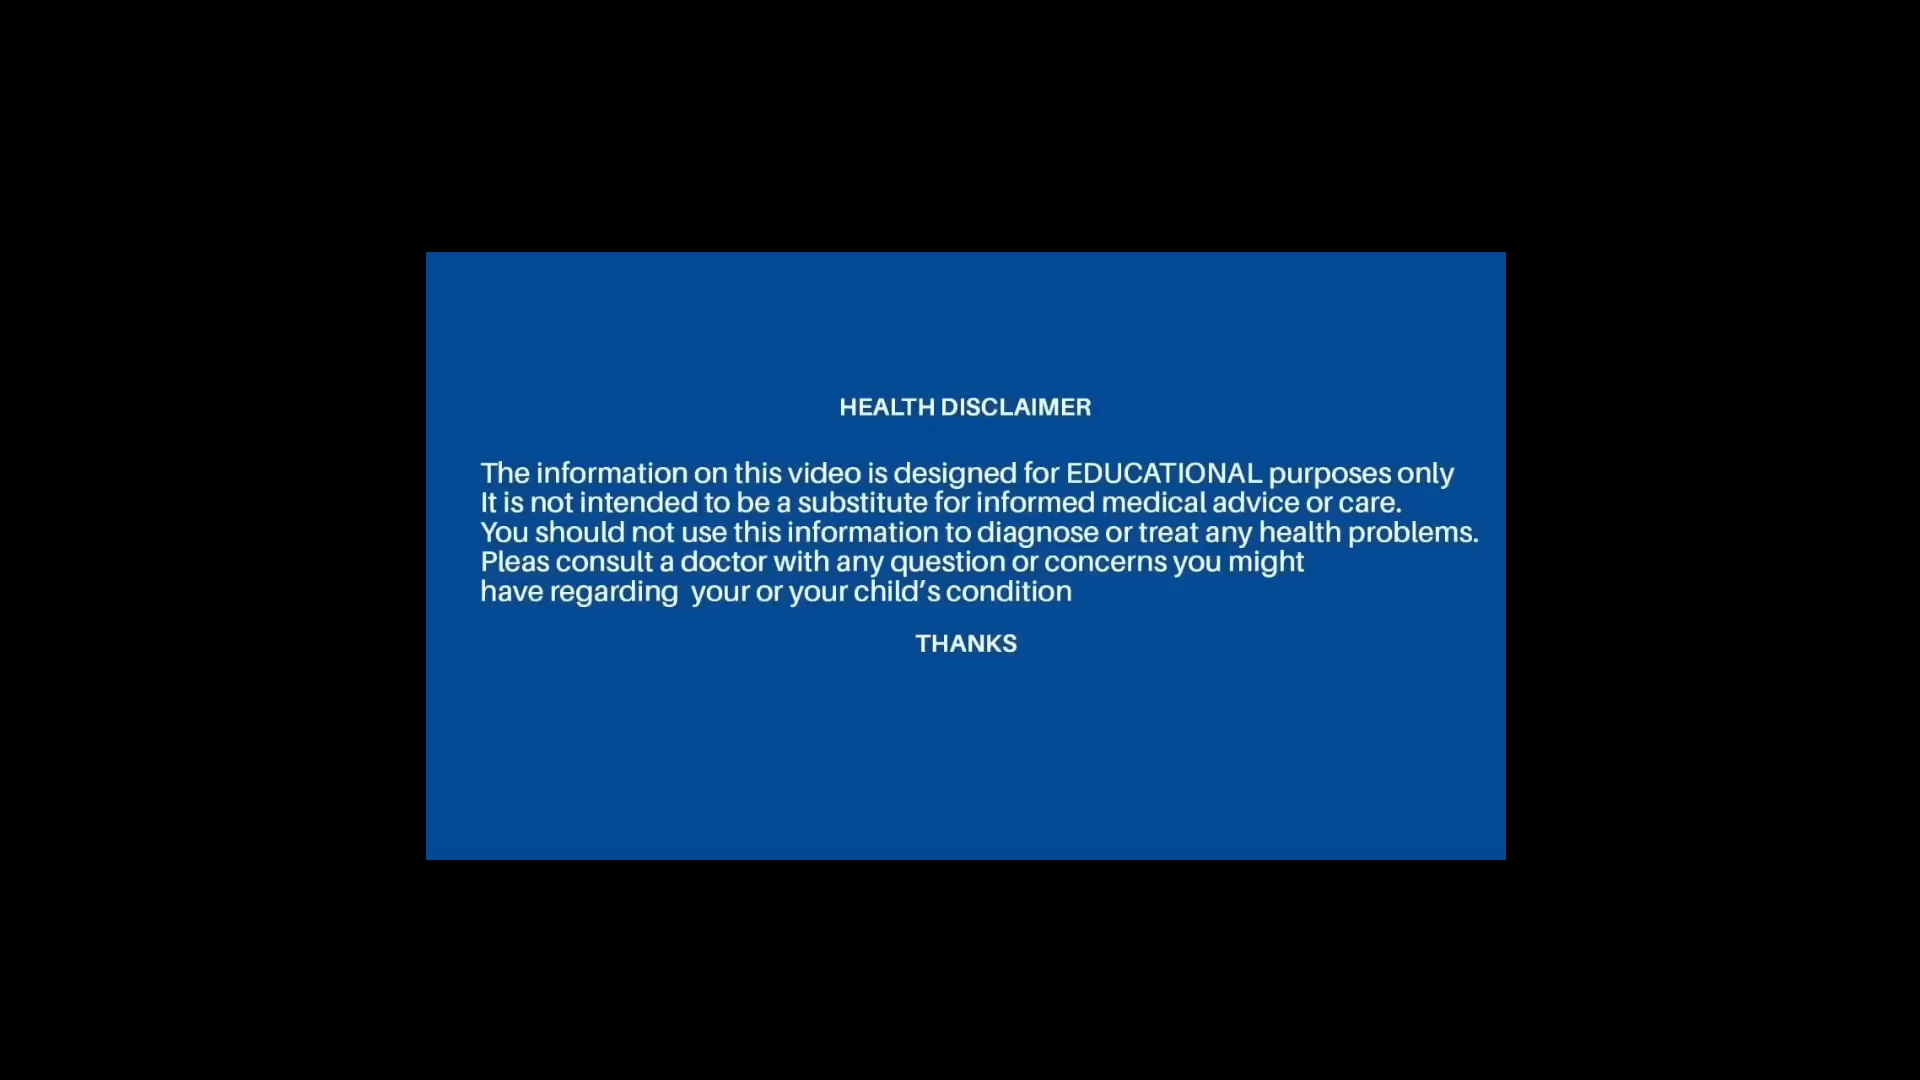 HEALTH DISCLAIMER
The information on this video is designed for EDUCATIONAL purposes only
It is not intended to be a substitute for informed medical advice or care.
You should not use this information to diagnose or treat any health problems.
Pleas consult a doctor with any question or concerns you might
have regarding  your or your child’s condition
THANKS